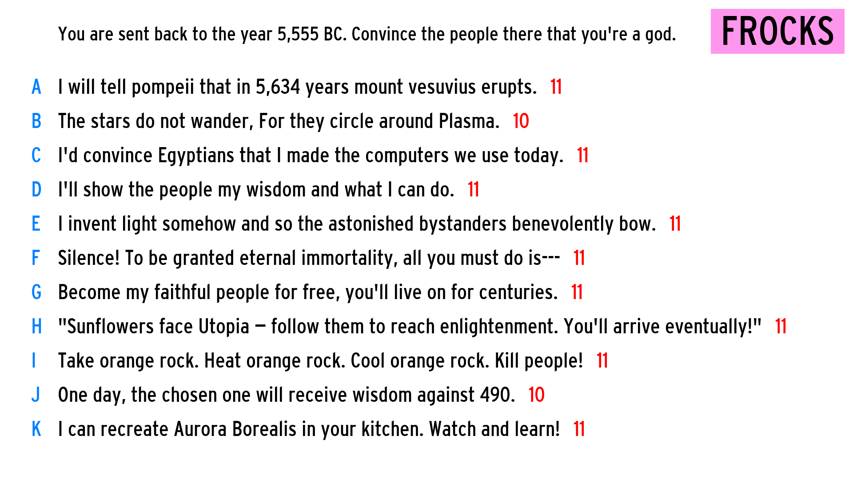 You are sent back to the year 5,555 BC. Convince the people there that you're a god.
FROCKS
A I will tell pompeii that in 5,634 years mount vesuvius erupts. 11
B The stars do not wander, For they circle around Plasma. 10
C I'd convince Egyptians that I made the computers we use today. 11
D I'll show the people my wisdom and what I can do. 11
E I invent light somehow and so the astonished bystanders benevolently bow. 11
F Silence! To be granted eternal immortality, all you must do is--- 11
G Become my faithful people for free, you'll live on for centuries. 11
H "Sunflowers face Utopia — follow them to reach enlightenment. You'll arrive eventually!" 11
I Take orange rock. Heat orange rock. Cool orange rock. Kill people! 11
J One day, the chosen one will receive wisdom against 490. 10
K I can recreate Aurora Borealis in your kitchen. Watch and learn! 11